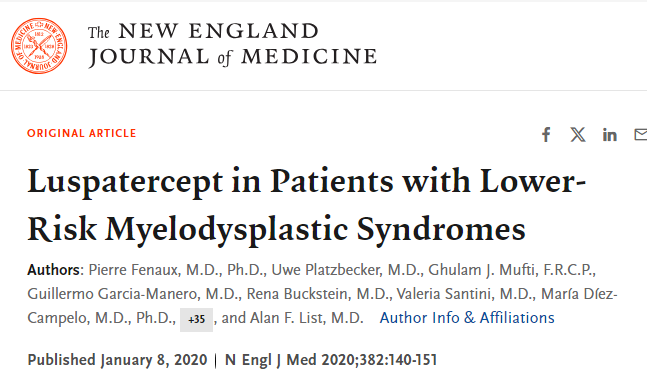 The NEW ENGLAND
JOURNAL of MEDICINE
ORIGINAL ARTICLE
Luspatercept in Patients with Lower-
Risk Myelodysplastic Syndromes
Authors: Pierre Fenaux, M.D., Ph.D., Uwe Platzbecker, M.D., Ghulam J. Mufti, F.R.C.P.,
Guillermo Garcia-Manero, M.D., Rena Buckstein, M.D., Valeria Santini, M.D., María Díez-
Campelo, M.D., Ph.D., +35 , and Alan F. List, M.D. Author Info & Affiliations
Published January 8, 2020 | N Engl J Med 2020;382:140-151